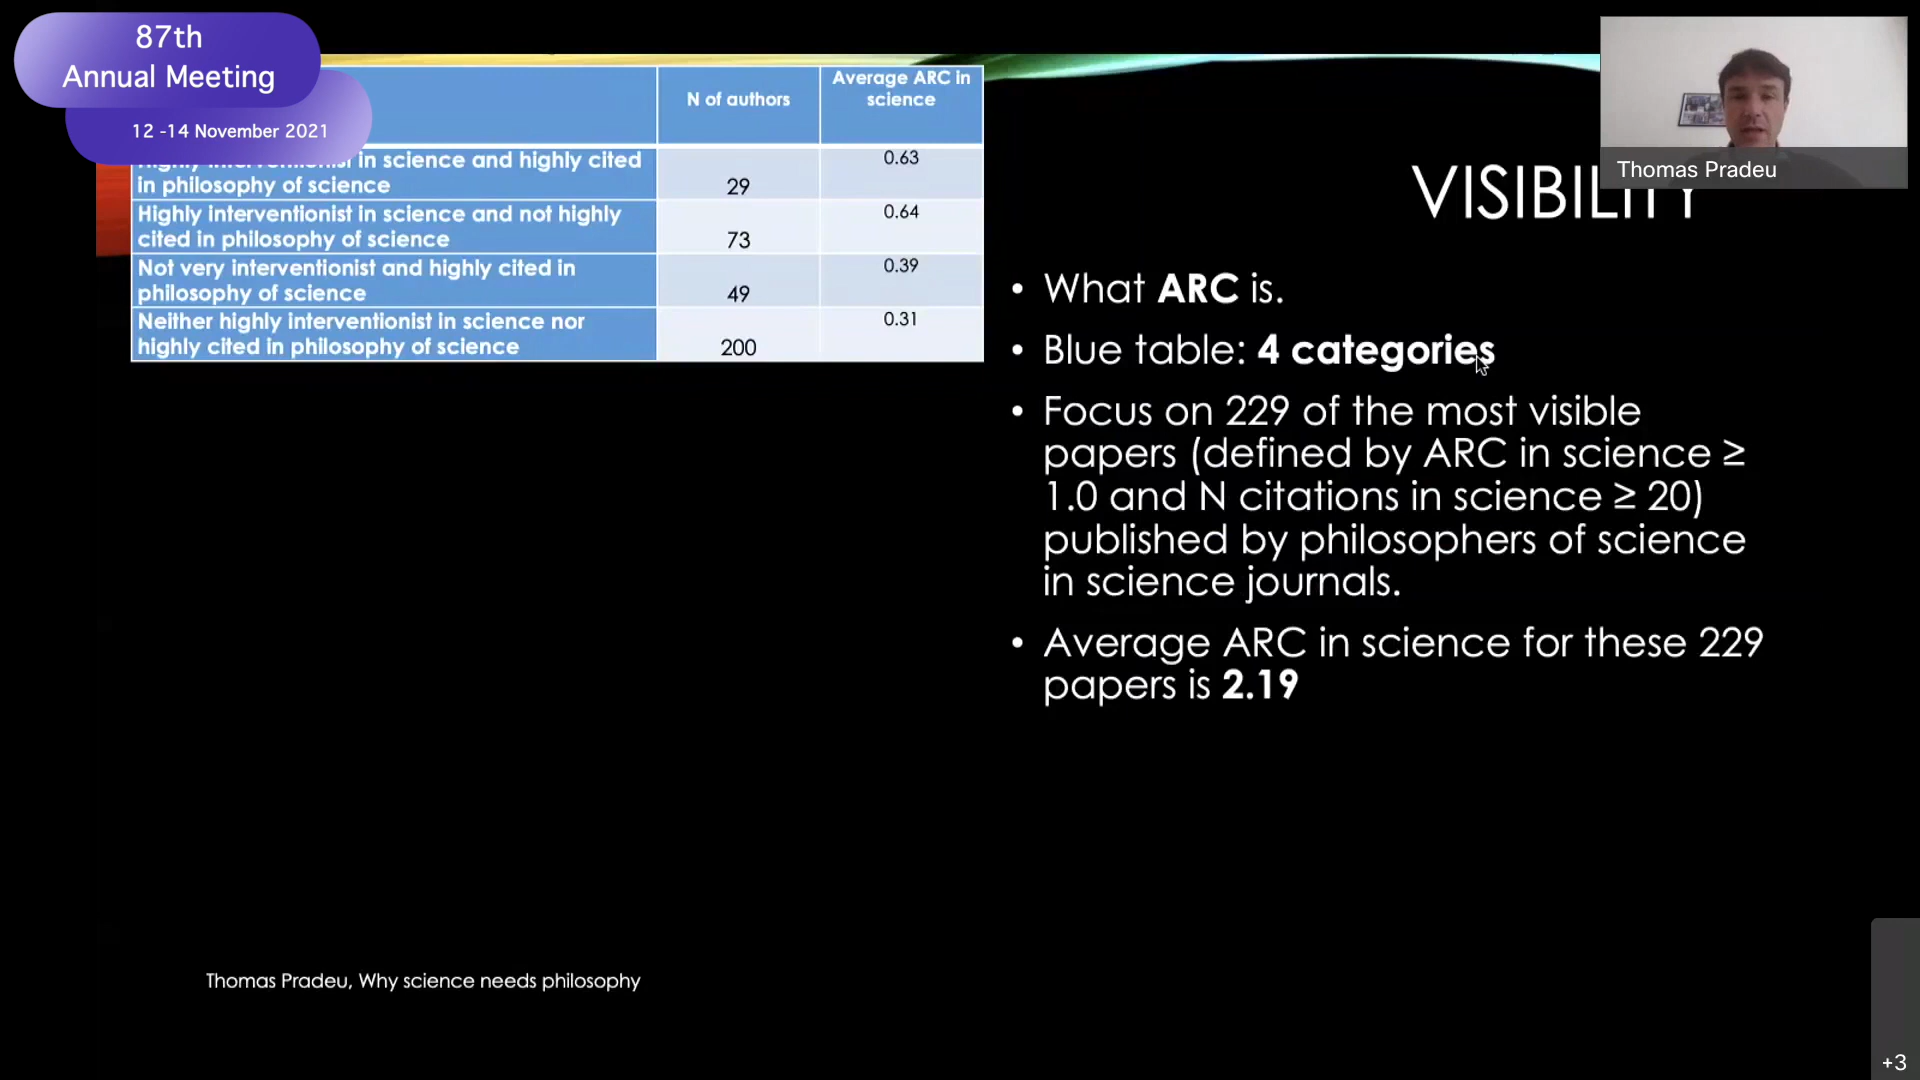 87th
Annual Meeting
12 -14 November 2021
N of authors
Average ARC in
science
in science and highly cited
in philosophy of science
29
0.63
Highly interventionist in science and not highly
cited in philosophy of science
73
0.64
Not very interventionist and highly cited in
philosophy of science
49
0.39
Neither highly interventionist in science nor
highly cited in philosophy of science
200
0.31
Thomas Pradeu
VISIBILITY
• What ARC is.
• Blue table: 4 categories
• Focus on 229 of the most visible
papers (defined by ARC in science ≥
1.0 and N citations in science ≥ 20)
published by philosophers of science
in science journals.
• Average ARC in science for these 229
papers is 2.19
Thomas Pradeu, Why science needs philosophy
+3